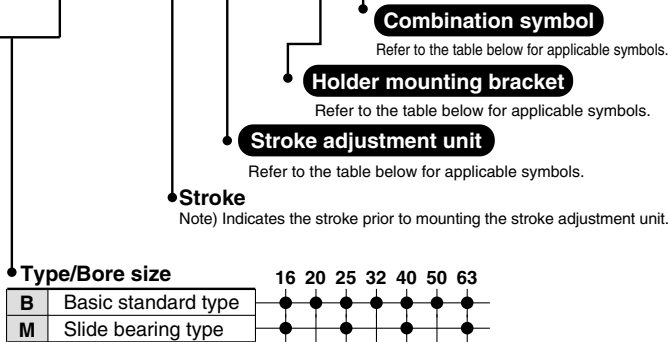 Combination symbol
Refer to the table below for applicable symbols.
Holder mounting bracket
Refer to the table below for applicable symbols.
Stroke adjustment unit
Refer to the table below for applicable symbols.
Stroke
Note) Indicates the stroke prior to mounting the stroke adjustment unit.
Type/Bore size 16 20 25 32 40 50 63
B Basic standard type
M Slide bearing type